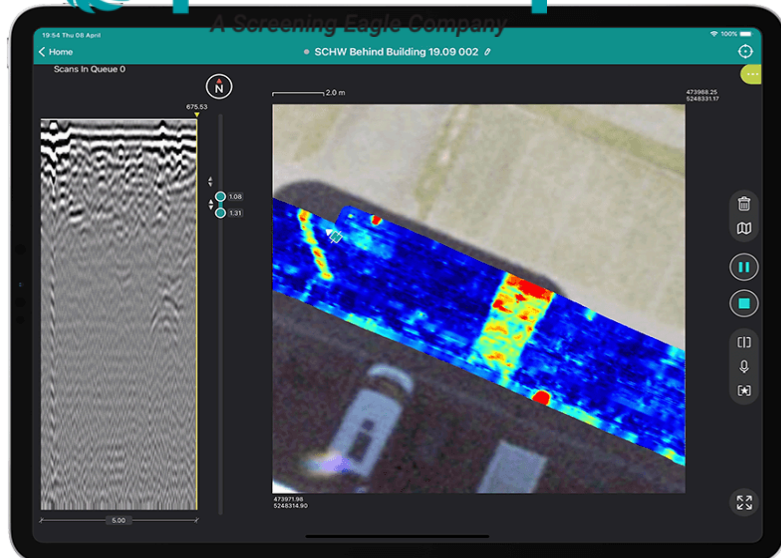 A Screening Eagle Company
19:54 Thu 08 April
100%
Home
SCHW Behind Building 19.09 002
Scans In Queue 0
N
675.53
2.0 m
473968.25
5248331.17
1.08
1.31
473971.96
5248314.90
5.00